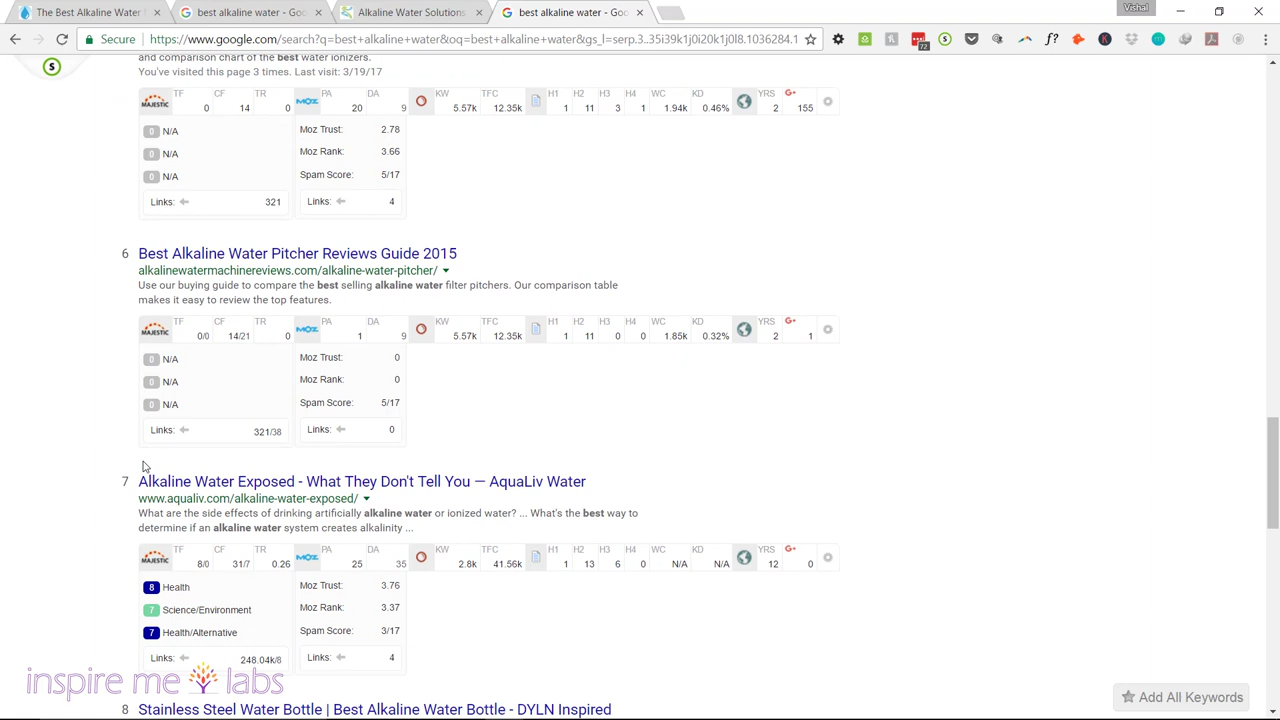 The Best Alkaline Water
best alkaline water - Goo
Alkaline Water Solutions
best alkaline water - Goo
Vishal
Secure https://www.google.com/search?q=best+alkaline+water&oq=best+alkaline+water&gs_l=serp.3..35i39k1j0i20k1j0l8.1036284.1
72
and comparison chart of the best water ionizers.
You've visited this page 3 times. Last visit: 3/19/17
MAJESTIC TF 0 CF 14 TR 0 MOZ PA 20 DA 9 KW 5.57k TFC 12.35k H1 1 H2 11 H3 3 H4 1 WC 1.94k KD 0.46% YRS 2 G+ 155
0 N/A Moz Trust: 2.78
0 N/A Moz Rank: 3.66
0 N/A Spam Score: 5/17
Links: 321 Links: 4
6 Best Alkaline Water Pitcher Reviews Guide 2015
alkalinewatermachinereviews.com/alkaline-water-pitcher/
Use our buying guide to compare the best selling alkaline water filter pitchers. Our comparison table
makes it easy to review the top features.
MAJESTIC TF 0/0 CF 14/21 TR 0 MOZ PA 1 DA 9 KW 5.57k TFC 12.35k H1 1 H2 11 H3 0 H4 0 WC 1.85k KD 0.32% YRS 2 G+ 1
0 N/A Moz Trust: 0
0 N/A Moz Rank: 0
0 N/A Spam Score: 5/17
Links: 321/38 Links: 0
7 Alkaline Water Exposed - What They Don't Tell You — AquaLiv Water
www.aqualiv.com/alkaline-water-exposed/
What are the side effects of drinking artificially alkaline water or ionized water? ... What's the best way to
determine if an alkaline water system creates alkalinity ...
MAJESTIC TF 8/0 CF 31/7 TR 0.26 MOZ PA 25 DA 35 KW 2.8k TFC 41.56k H1 1 H2 13 H3 6 H4 0 WC N/A KD N/A YRS 12 G+ 0
8 Health Moz Trust: 3.76
7 Science/Environment Moz Rank: 3.37
7 Health/Alternative Spam Score: 3/17
Links: 248.04k/8 Links: 4
inspire me labs
Add All Keywords
8 Stainless Steel Water Bottle | Best Alkaline Water Bottle - DYLN Inspired